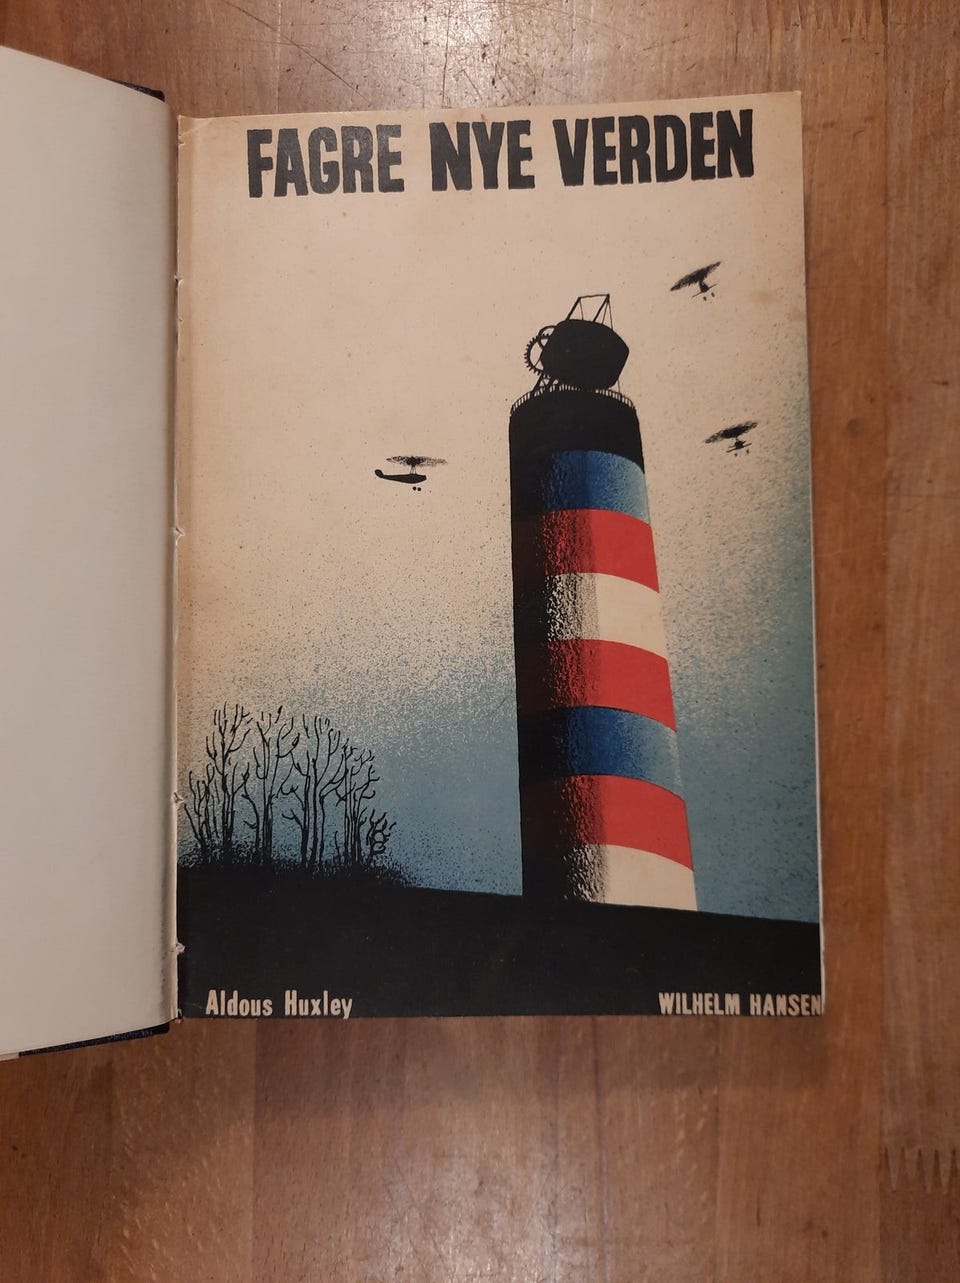 FAGRE NYE VERDEN
Aldous Huxley
WILHELM HANSEN